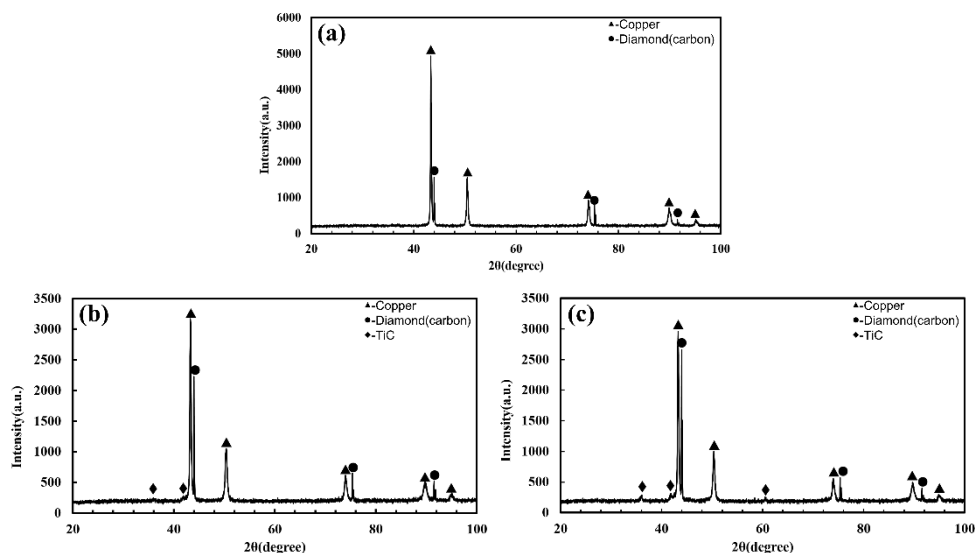 (a)
▲-Copper
●-Diamond(carbon)
Intensity(a.u.)
6000
5000
4000
3000
2000
1000
0
20 40 60 80 100
2θ(degree)
(b)
▲-Copper
●-Diamond(carbon)
◆-TiC
Intensity(a.u.)
3500
3000
2500
2000
1500
1000
500
0
20 40 60 80 100
2θ(degree)
(c)
▲-Copper
●-Diamond(carbon)
◆-TiC
Intensity(a.u.)
3500
3000
2500
2000
1500
1000
500
0
20 40 60 80 100
2θ(degree)